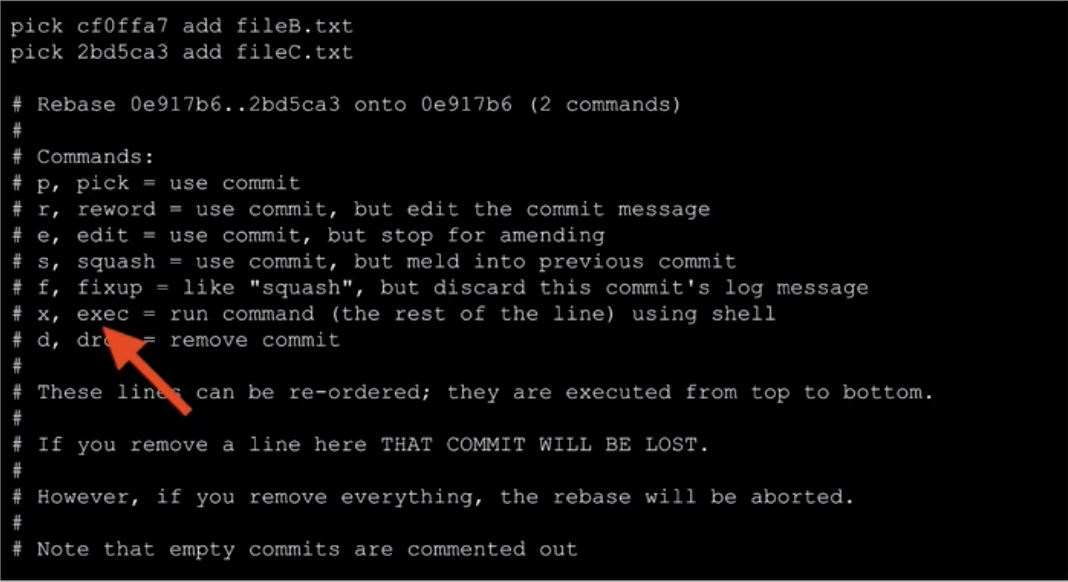 pick cf0ffa7 add fileB.txt
pick 2bd5ca3 add fileC.txt
# Rebase 0e917b6..2bd5ca3 onto 0e917b6 (2 commands)
#
# Commands:
# p, pick = use commit
# r, reword = use commit, but edit the commit message
# e, edit = use commit, but stop for amending
# s, squash = use commit, but meld into previous commit
# f, fixup = like "squash", but discard this commit's log message
# x, exec = run command (the rest of the line) using shell
# d, = remove commit
#
# These lines can be re-ordered; they are executed from top to bottom.
#
# If you remove a line here THAT COMMIT WILL BE LOST.
#
# However, if you remove everything, the rebase will be aborted.
#
# Note that empty commits are commented out